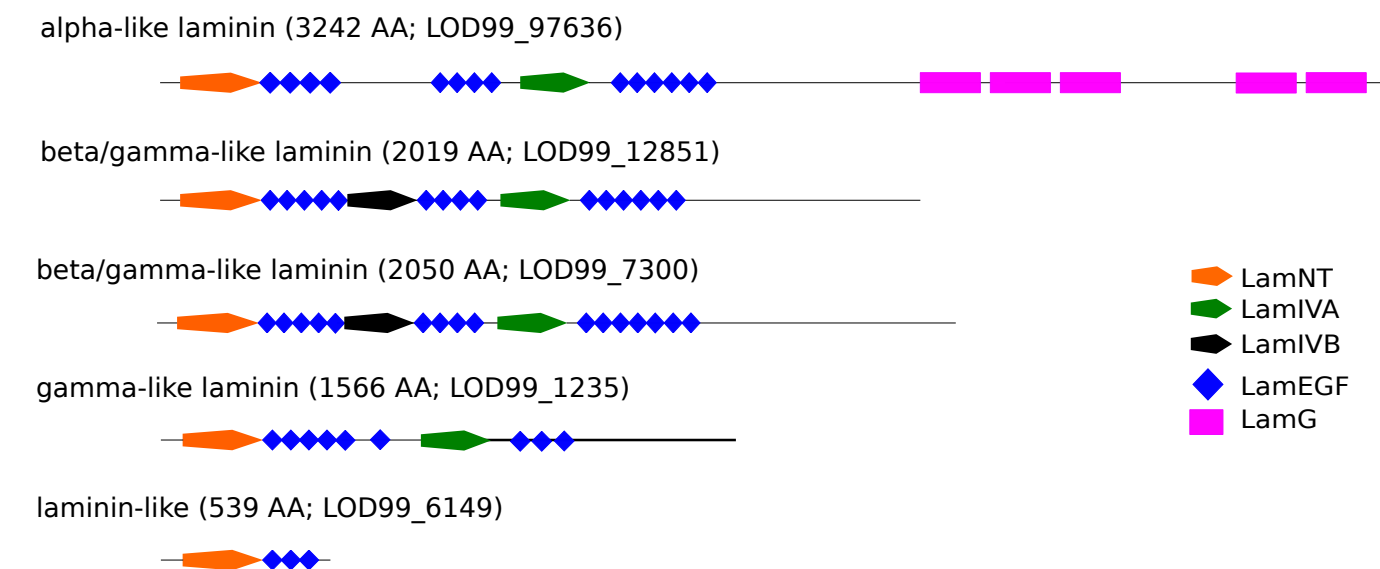 alpha-like laminin (3242 AA; LOD99_97636)
beta/gamma-like laminin (2019 AA; LOD99_12851)
beta/gamma-like laminin (2050 AA; LOD99_7300)
gamma-like laminin (1566 AA; LOD99_1235)
laminin-like (539 AA; LOD99_6149)
LamNT
LamIVA
LamIVB
LamEGF
LamG